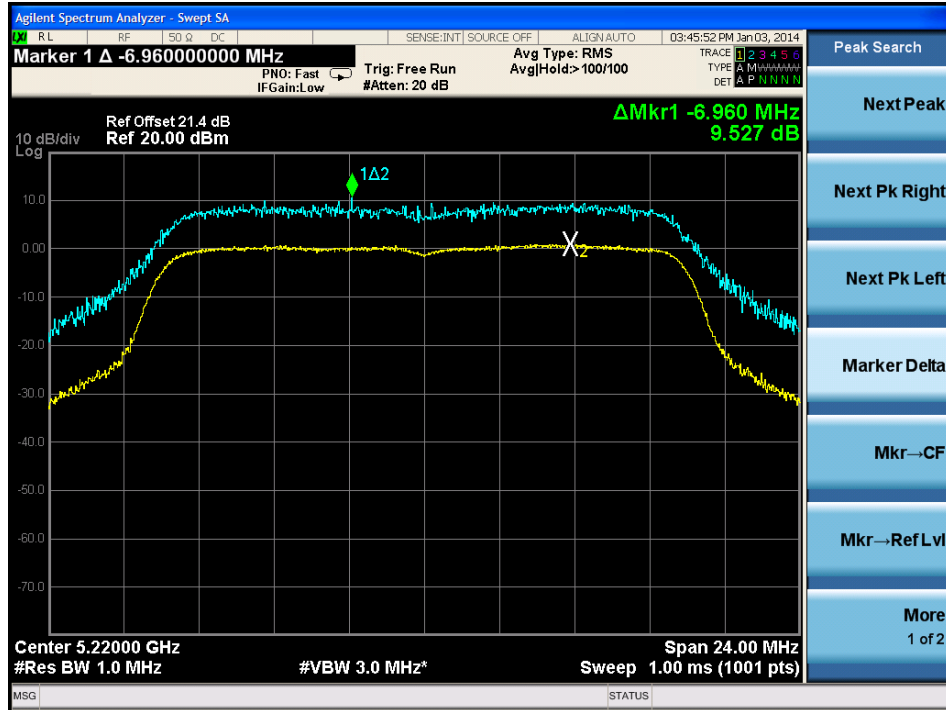 Agilent Spectrum Analyzer - Swept SA
LXI RL RF 50 Ω DC SENSE:INT SOURCE OFF ALIGN AUTO 03:45:52 PM Jan 03, 2014
Marker 1 Δ -6.960000000 MHz
PNO: Fast
IFGain:Low
Trig: Free Run
#Atten: 20 dB
Avg Type: RMS
Avg|Hold:>100/100
TRACE 1 2 3 4 5 6
TYPE A M W W W W
DET A P N N N N
Peak Search
Ref Offset 21.4 dB
10 dB/div Ref 20.00 dBm
Log
ΔMkr1 -6.960 MHz
9.527 dB
1Δ2
X2
10.0
0.00
-10.0
-20.0
-30.0
-40.0
-50.0
-60.0
-70.0
Center 5.22000 GHz Span 24.00 MHz
#Res BW 1.0 MHz #VBW 3.0 MHz* Sweep 1.00 ms (1001 pts)
MSG STATUS
Next Peak
Next Pk Right
Next Pk Left
Marker Delta
Mkr→CF
Mkr→Ref Lvl
More
1 of 2